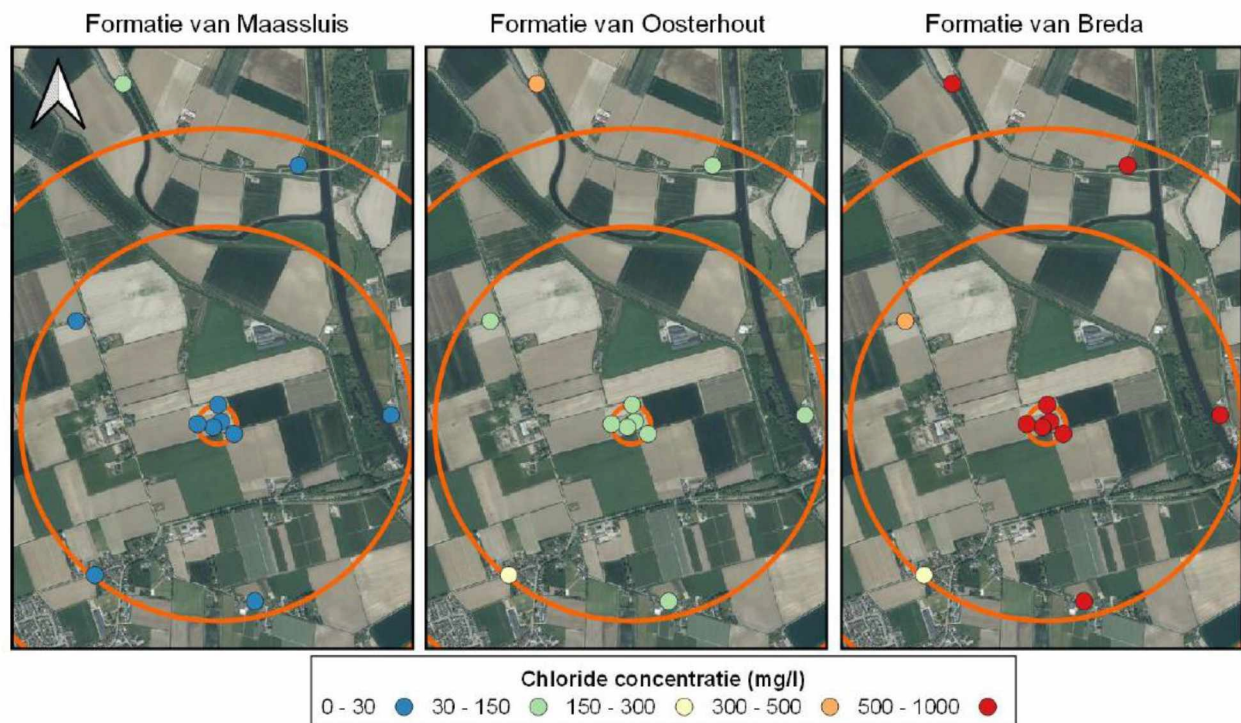 Formatie van Maassluis
Formatie van Oosterhout
Formatie van Breda
Chloride concentratie (mg/l)
0 - 30 30 - 150 150 - 300 300 - 500 500 - 1000